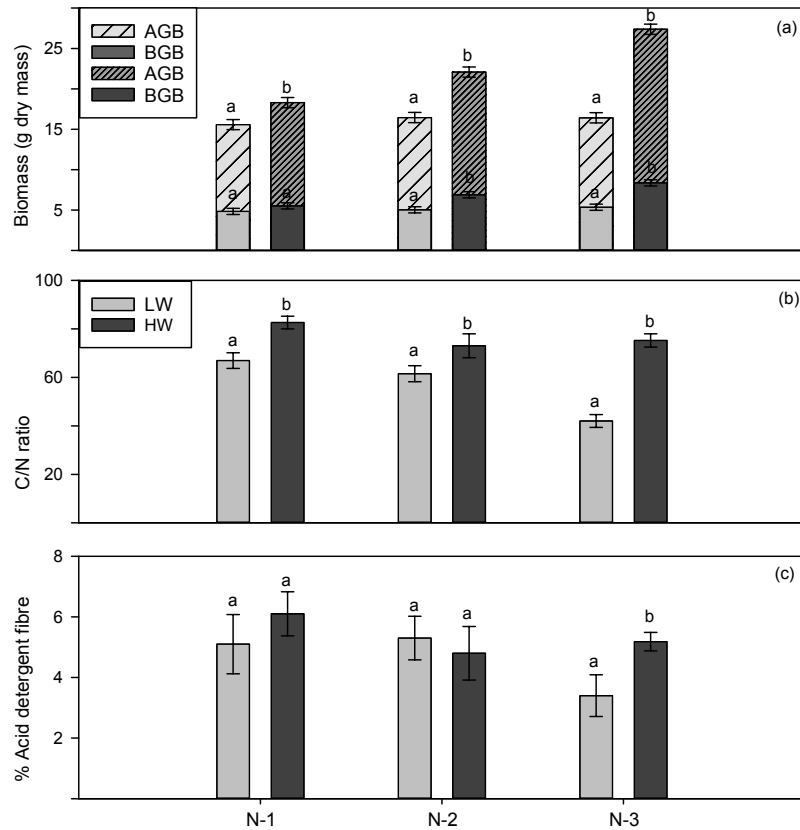 (a)
AGB
BGB
AGB
BGB
Biomass (g dry mass)
25
15
5
a b a b a b
a a a b a b
(b)
LW
HW
C/N ratio
100
60
20
a b a b a b
(c)
% Acid detergent fibre
8
6
4
2
a a a a a b
N-1 N-2 N-3